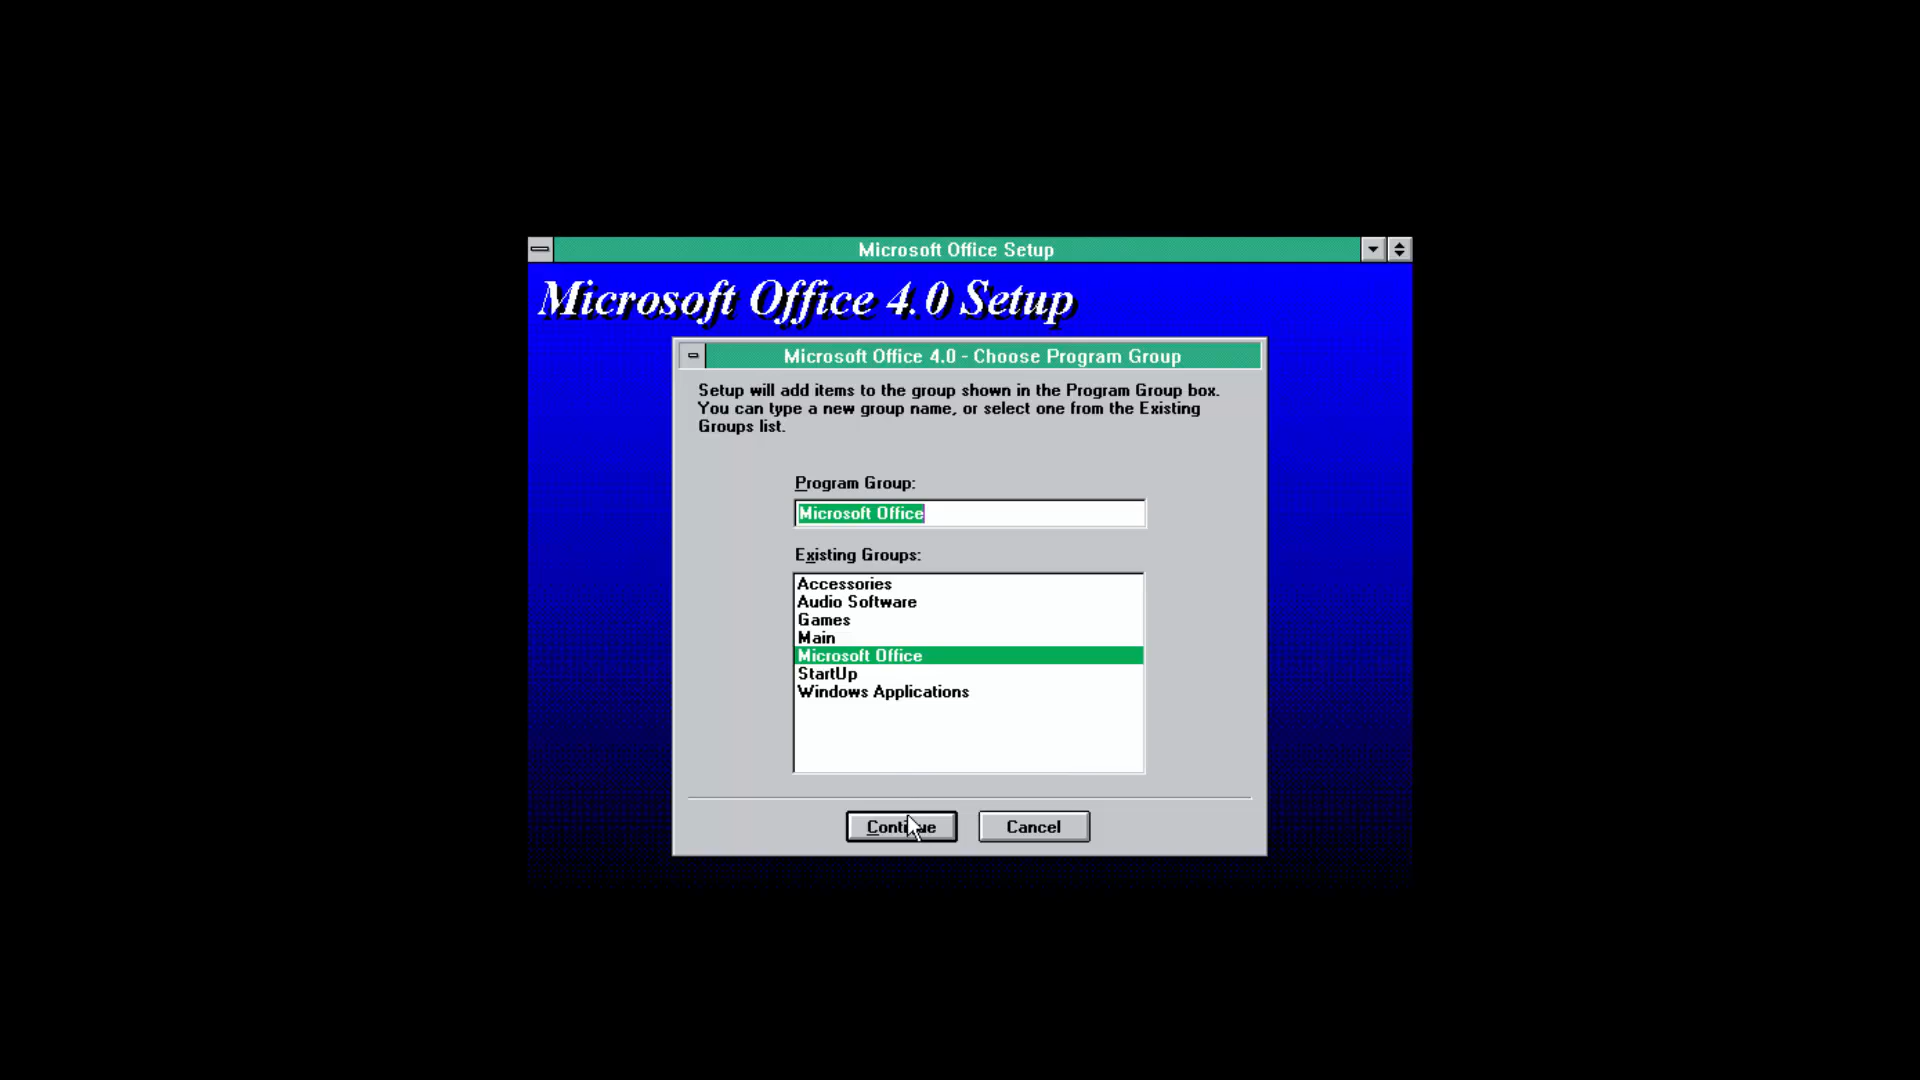 Microsoft Office Setup
Microsoft Office 4.0 Setup
Microsoft Office 4.0 - Choose Program Group
Setup will add items to the group shown in the Program Group box.
You can type a new group name, or select one from the Existing
Groups list.
Program Group:
Microsoft Office
Existing Groups:
Accessories
Audio Software
Games
Main
Microsoft Office
StartUp
Windows Applications
Continue
Cancel